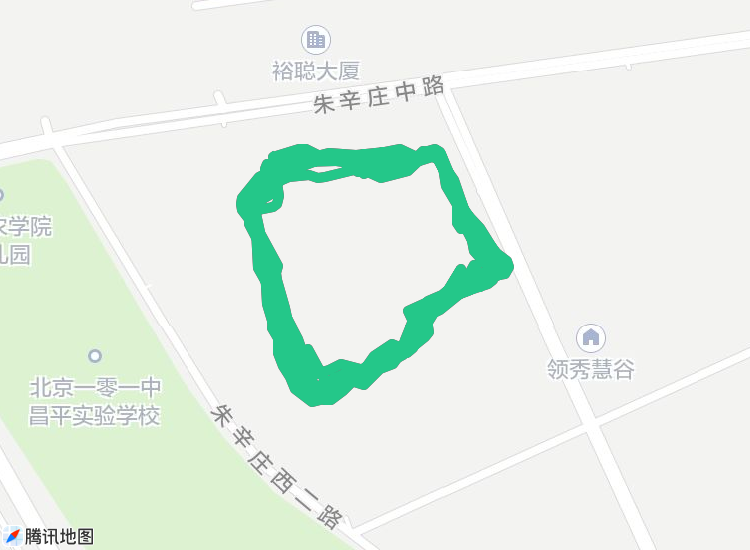 裕聪大厦
朱辛庄中路
农学院
儿园
北京一零一中
昌平实验学校
领秀慧谷
朱辛庄西二路
腾讯地图